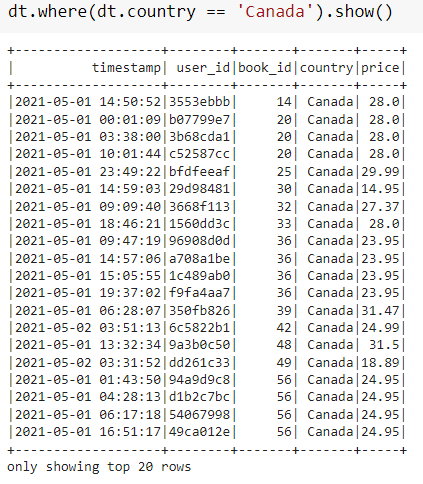 dt.where(dt.country == 'Canada').show()
+-------------------+--------+-------+-------+-----+
|          timestamp| user_id|book_id|country|price|
+-------------------+--------+-------+-------+-----+
|2021-05-01 14:50:52|3553ebbb|     14| Canada| 28.0|
|2021-05-01 00:01:09|b07799e7|     20| Canada| 28.0|
|2021-05-01 03:38:00|3b68cda1|     20| Canada| 28.0|
|2021-05-01 10:01:44|c52587cc|     20| Canada| 28.0|
|2021-05-01 23:49:22|bfdfeeaf|     25| Canada|29.99|
|2021-05-01 14:59:03|29d98481|     30| Canada|14.95|
|2021-05-01 09:09:40|3668f113|     32| Canada|27.37|
|2021-05-01 18:46:21|1560dd3c|     33| Canada| 28.0|
|2021-05-01 09:47:19|96908d0d|     36| Canada|23.95|
|2021-05-01 14:57:06|a708a1be|     36| Canada|23.95|
|2021-05-01 15:05:55|1c489ab0|     36| Canada|23.95|
|2021-05-01 19:37:02|f9fa4aa7|     36| Canada|23.95|
|2021-05-01 06:28:07|350fb826|     39| Canada|31.47|
|2021-05-02 03:51:13|6c5822b1|     42| Canada|24.99|
|2021-05-01 13:32:34|9a3b0c50|     48| Canada| 31.5|
|2021-05-02 03:31:52|dd261c33|     49| Canada|18.89|
|2021-05-01 01:43:50|94a9d9c8|     56| Canada|24.95|
|2021-05-01 04:28:13|d1b2c7bc|     56| Canada|24.95|
|2021-05-01 06:17:18|54067998|     56| Canada|24.95|
|2021-05-01 16:51:17|49ca012e|     56| Canada|24.95|
+-------------------+--------+-------+-------+-----+
only showing top 20 rows